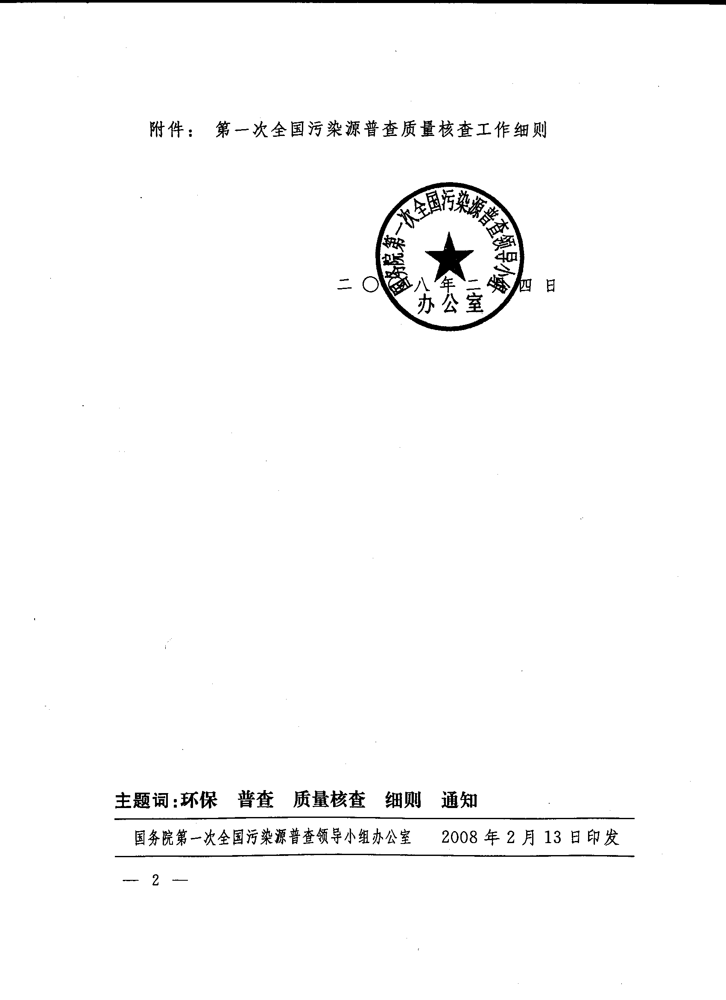 附件： 第一次全国污染源普查质量核查工作细则
国务院第一次全国污染源普查领导小组
二〇〇八年二月四日
办公室
主题词:环保 普查 质量核查 细则 通知
国务院第一次全国污染源普查领导小组办公室 2008年2月13日印发
— 2 —